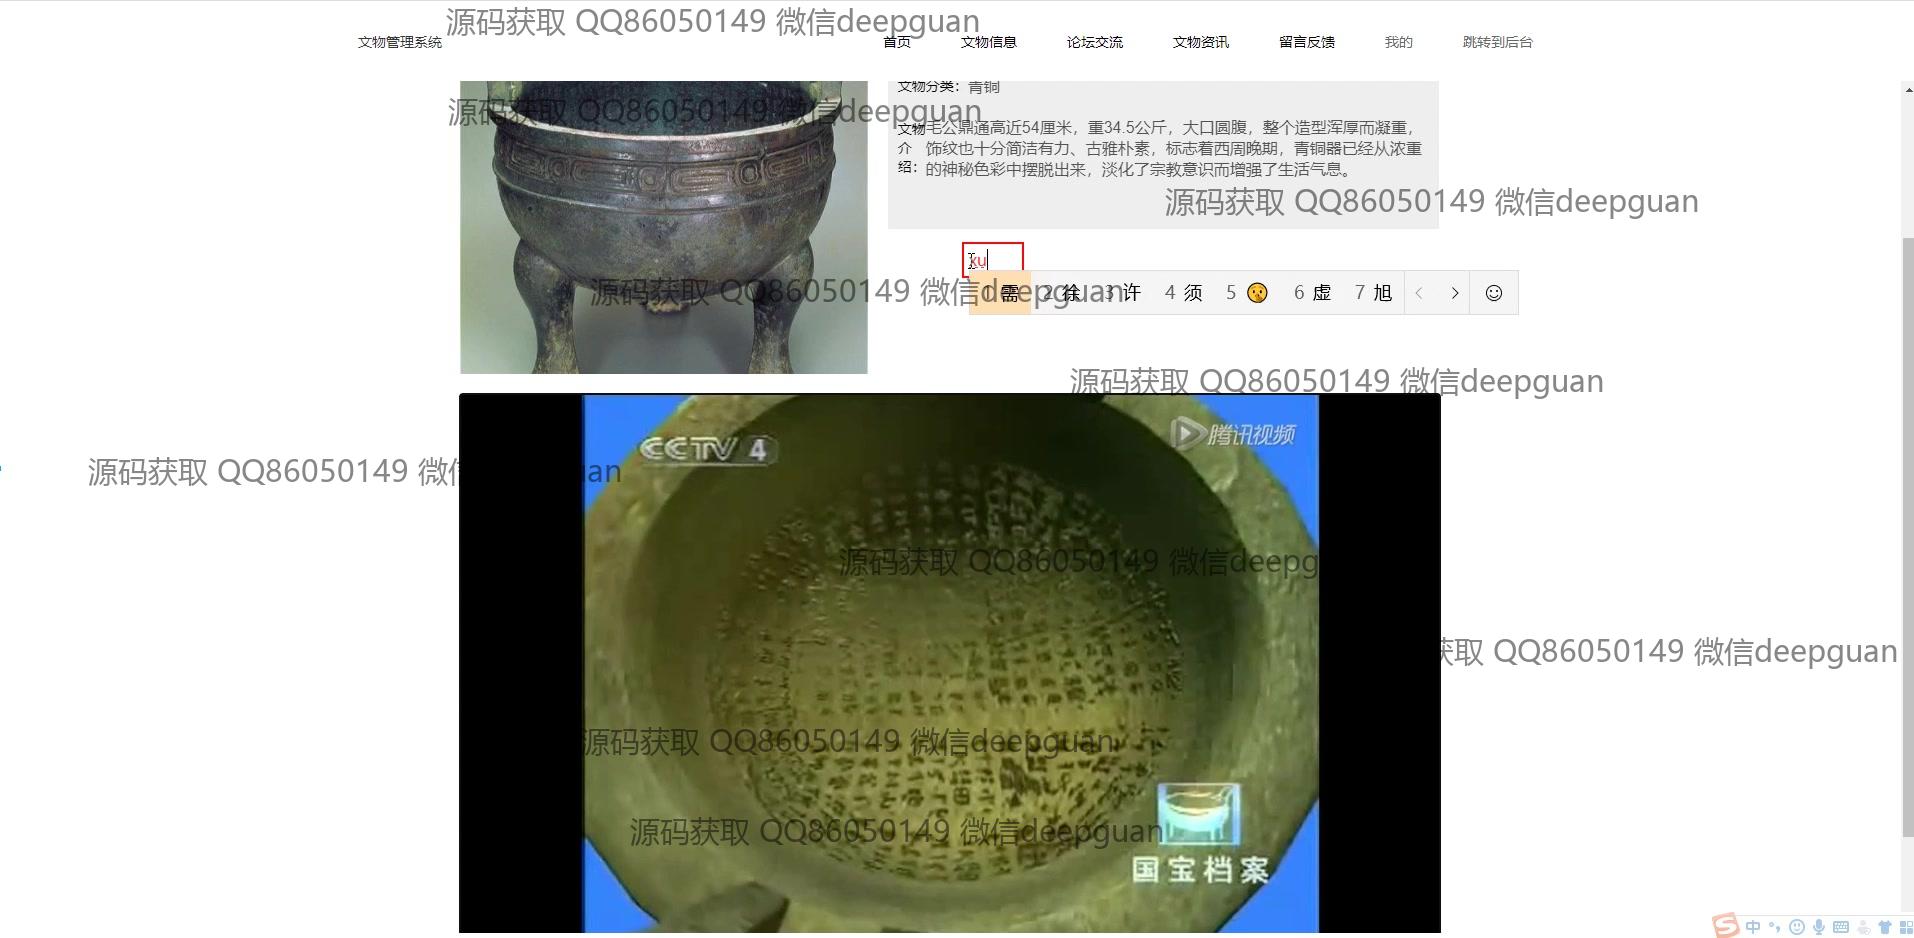 源码获取 QQ86050149 微信deepguan
文物管理系统
首页
文物信息
论坛交流
文物资讯
留言反馈
我的
跳转到后台
文物分类：青铜
源码获取 QQ86050149 微信deepguan
文物介绍：
毛公鼎通高近54厘米，重34.5公斤，大口圆腹，整个造型浑厚而凝重，
饰纹也十分简洁有力、古雅朴素，标志着西周晚期，青铜器已经从浓重
的神秘色彩中摆脱出来，淡化了宗教意识而增强了生活气息。
源码获取 QQ86050149 微信deepguan
xu
1 需 2 徐 3 许 4 须 5 6 虚 7 旭
源码获取 QQ86050149 微信deepguan
源码获取 QQ86050149 微信deepguan
CCTV 4
腾讯视频
源码获取 QQ86050149 微信deepguan
源码获取 QQ86050149 微信deepg
获取 QQ86050149 微信deepguan
源码获取 QQ86050149 微信deepguan
源码获取 QQ86050149 微信deepguan
国宝档案
中